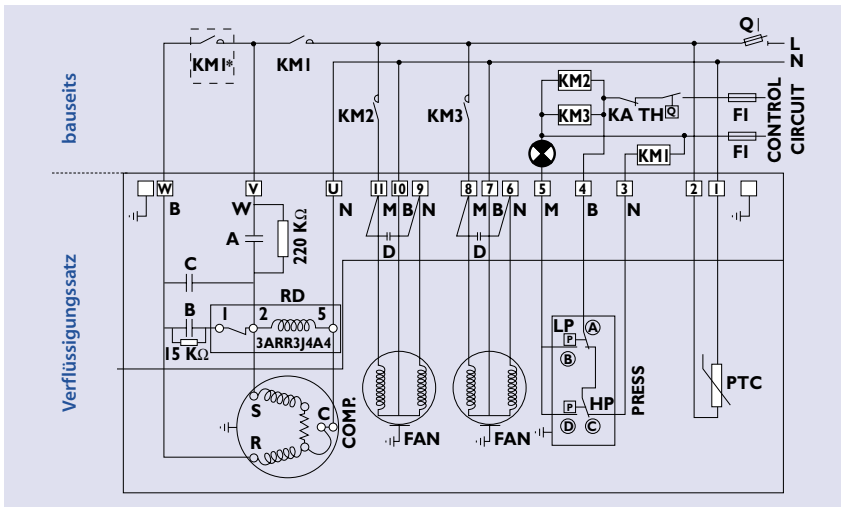 Q
L
N
KM1*
KM1
KM2
KM3
KM2
KM3
KA TH Q
F1
F1
KM1
CONTROL
CIRCUIT
bauseits
W V U 11 10 9 8 7 6 5 4 3 2 1
B W N M B N M B N M B N
A
220 KΩ
D D
C
B
15 KΩ
RD
1 2 5
3ARR3J4A4
S
R
C
COMP.
FAN
FAN
LP A
P
B
P HP
D C
PRESS
PTC
Verflüssigungssatz